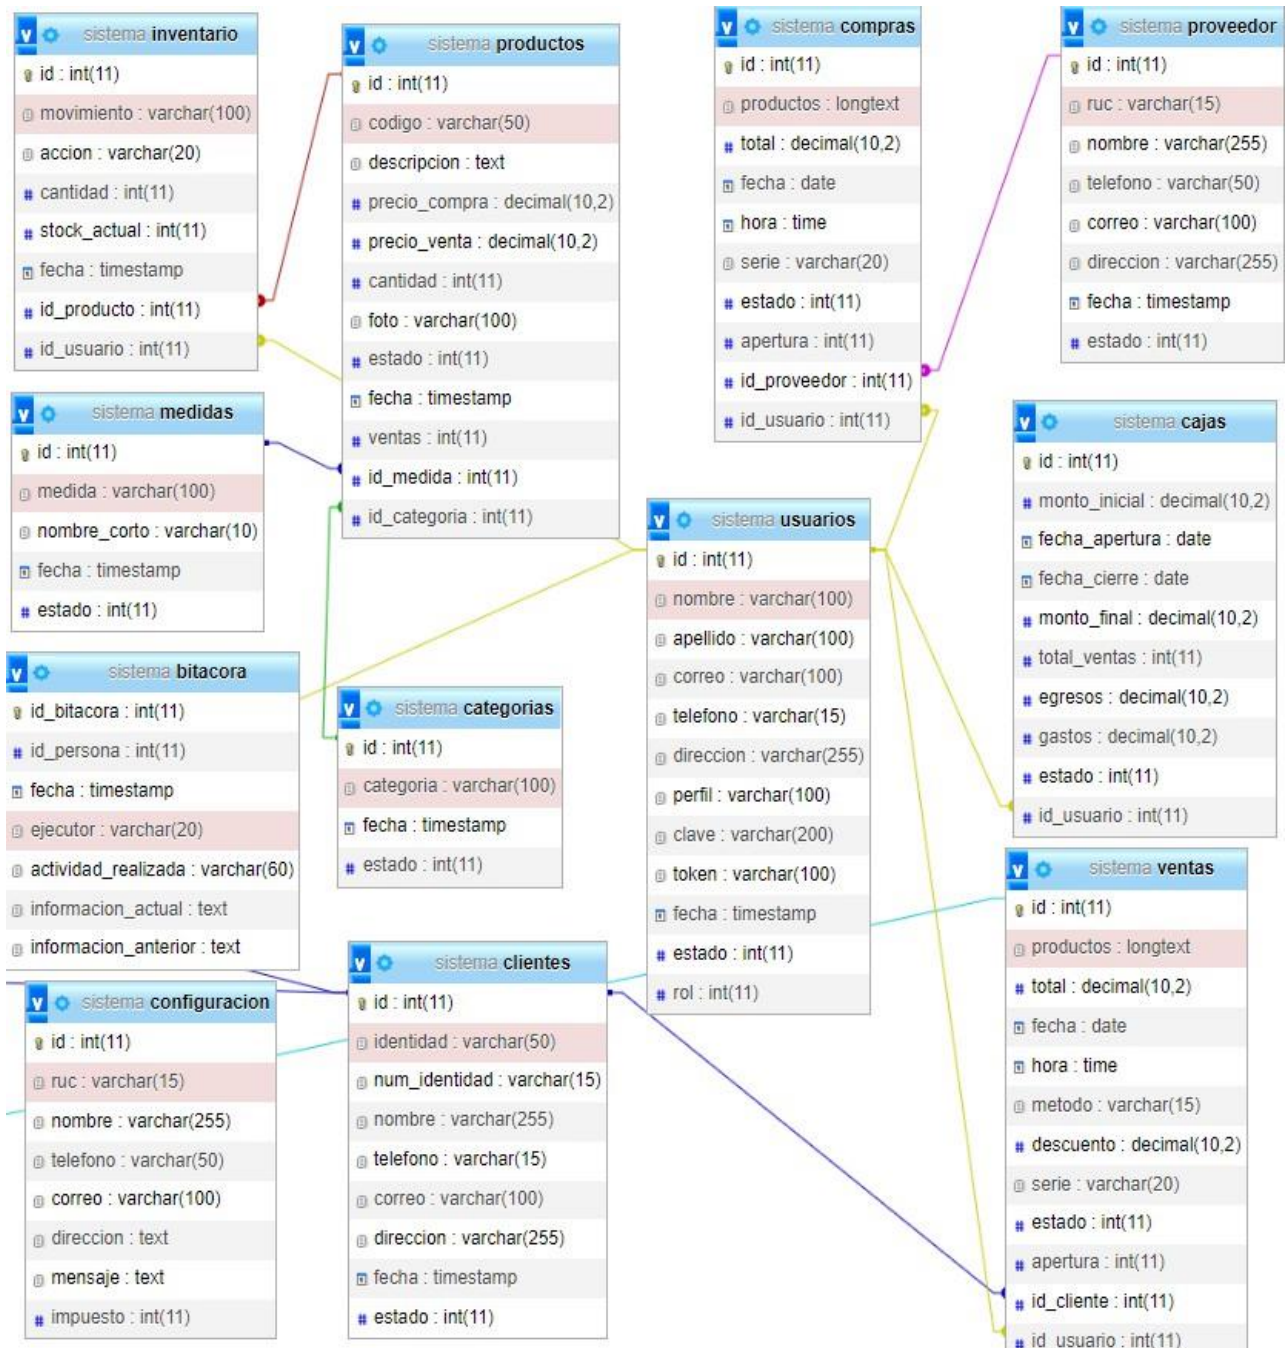 sistema inventario
id : int(11)
movimiento : varchar(100)
accion : varchar(20)
cantidad : int(11)
stock_actual : int(11)
fecha : timestamp
id_producto : int(11)
id_usuario : int(11)
sistema productos
id : int(11)
codigo : varchar(50)
descripcion : text
precio_compra : decimal(10,2)
precio_venta : decimal(10,2)
cantidad : int(11)
foto : varchar(100)
estado : int(11)
fecha : timestamp
ventas : int(11)
id_medida : int(11)
id_categoria : int(11)
sistema compras
id : int(11)
productos : longtext
total : decimal(10,2)
fecha : date
hora : time
serie : varchar(20)
estado : int(11)
apertura : int(11)
id_proveedor : int(11)
id_usuario : int(11)
sistema proveedor
id : int(11)
ruc : varchar(15)
nombre : varchar(255)
telefono : varchar(50)
correo : varchar(100)
direccion : varchar(255)
fecha : timestamp
estado : int(11)
sistema medidas
id : int(11)
medida : varchar(100)
nombre_corto : varchar(10)
fecha : timestamp
estado : int(11)
sistema usuarios
id : int(11)
nombre : varchar(100)
apellido : varchar(100)
correo : varchar(100)
telefono : varchar(15)
direccion : varchar(255)
perfil : varchar(100)
clave : varchar(200)
token : varchar(100)
fecha : timestamp
estado : int(11)
rol : int(11)
sistema cajas
id : int(11)
monto_inicial : decimal(10,2)
fecha_apertura : date
fecha_cierre : date
monto_final : decimal(10,2)
total_ventas : int(11)
egresos : decimal(10,2)
gastos : decimal(10,2)
estado : int(11)
id_usuario : int(11)
sistema bitacora
id_bitacora : int(11)
id_persona : int(11)
fecha : timestamp
ejecutor : varchar(20)
actividad_realizada : varchar(60)
informacion_actual : text
informacion_anterior : text
sistema categorias
id : int(11)
categoria : varchar(100)
fecha : timestamp
estado : int(11)
sistema configuracion
id : int(11)
ruc : varchar(15)
nombre : varchar(255)
telefono : varchar(50)
correo : varchar(100)
direccion : text
mensaje : text
impuesto : int(11)
sistema clientes
id : int(11)
identidad : varchar(50)
num_identidad : varchar(15)
nombre : varchar(255)
telefono : varchar(15)
correo : varchar(100)
direccion : varchar(255)
fecha : timestamp
estado : int(11)
sistema ventas
id : int(11)
productos : longtext
total : decimal(10,2)
fecha : date
hora : time
metodo : varchar(15)
descuento : decimal(10,2)
serie : varchar(20)
estado : int(11)
apertura : int(11)
id_cliente : int(11)
id_usuario : int(11)